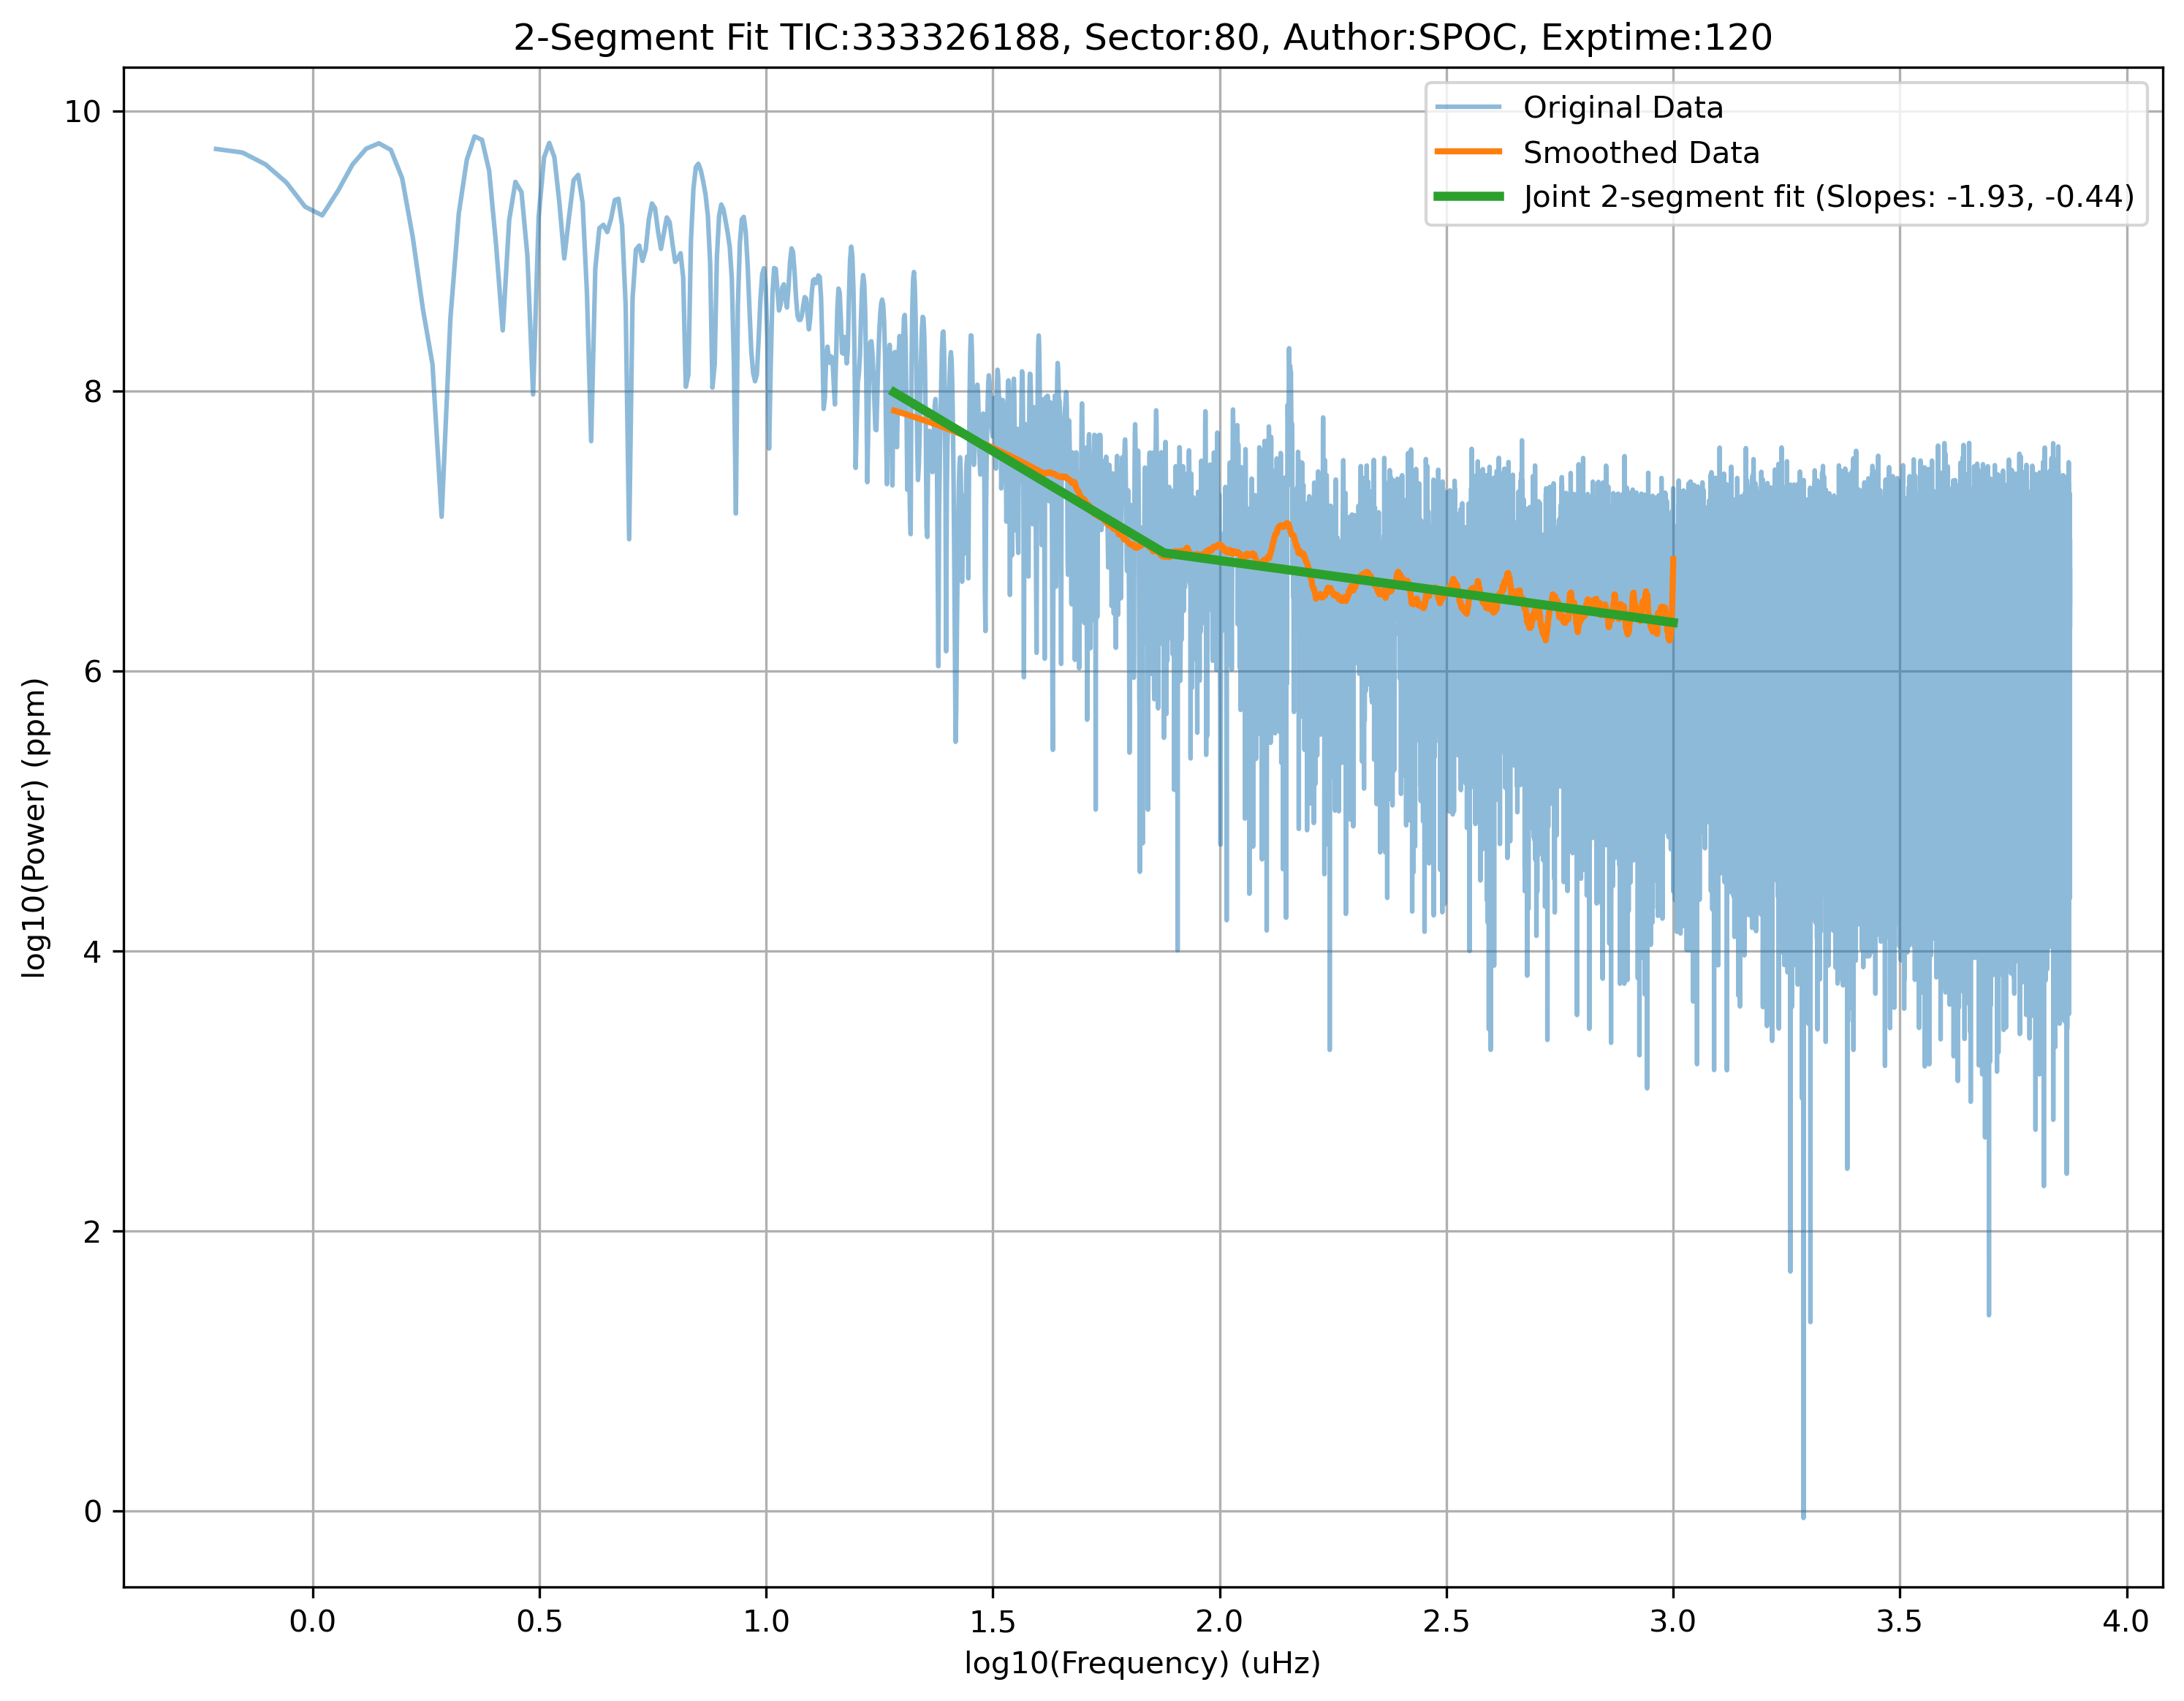 2-Segment Fit TIC:333326188, Sector:80, Author:SPOC, Exptime:120
Original Data
Smoothed Data
Joint 2-segment fit (Slopes: -1.93, -0.44)
log10(Power) (ppm)
10
8
6
4
2
0
0.0 0.5 1.0 1.5 2.0 2.5 3.0 3.5 4.0
log10(Frequency) (uHz)